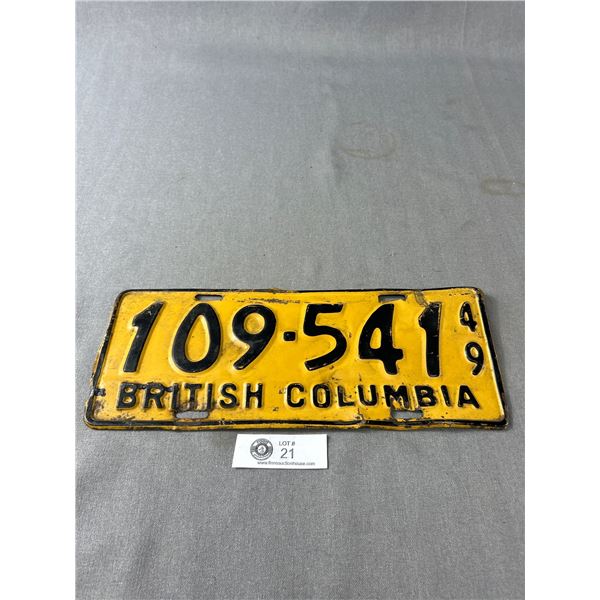 109-541 49
BRITISH COLUMBIA
LOT #
21